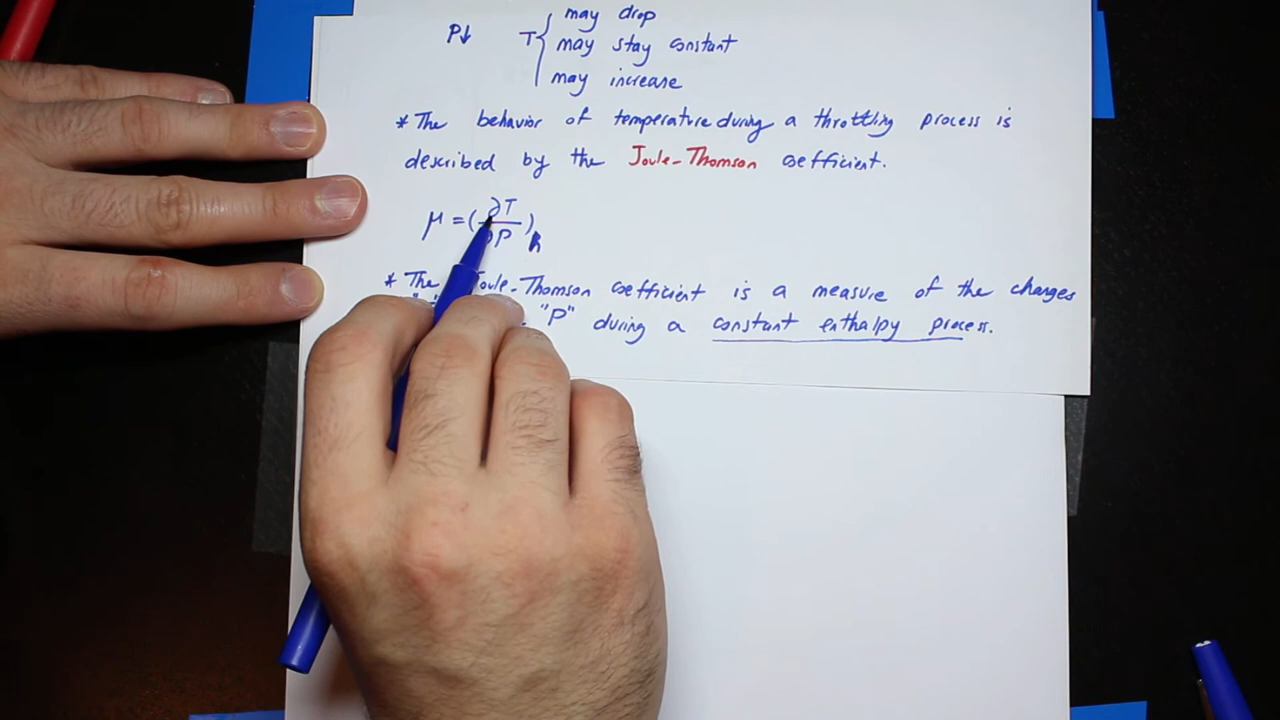 P↓ T{ may drop
may stay constant
may increase
* The behavior of temperature during a throttling process is
described by the Joule-Thomson coefficient.
μ = (∂T/∂P)h
* The Joule-Thomson coefficient is a measure of the changes
"P" during a constant enthalpy process.